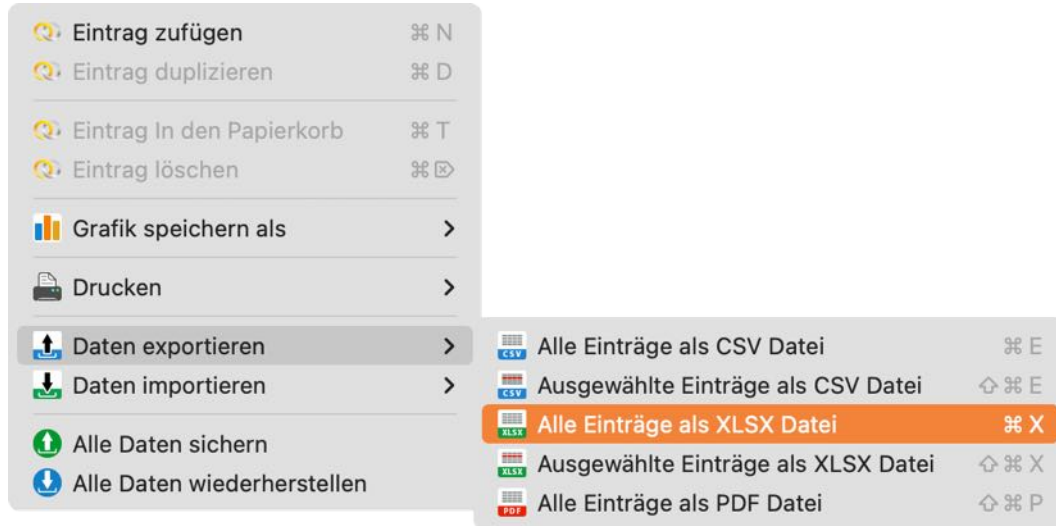 Eintrag zufügen ⌘ N
Eintrag duplizieren ⌘ D
Eintrag In den Papierkorb ⌘ T
Eintrag löschen ⌘ ⌦
Grafik speichern als
Drucken
Daten exportieren
Daten importieren
Alle Daten sichern
Alle Daten wiederherstellen
CSV Alle Einträge als CSV Datei ⌘ E
CSV Ausgewählte Einträge als CSV Datei ⇧ ⌘ E
XLSX Alle Einträge als XLSX Datei ⌘ X
XLSX Ausgewählte Einträge als XLSX Datei ⇧ ⌘ X
PDF Alle Einträge als PDF Datei ⇧ ⌘ P